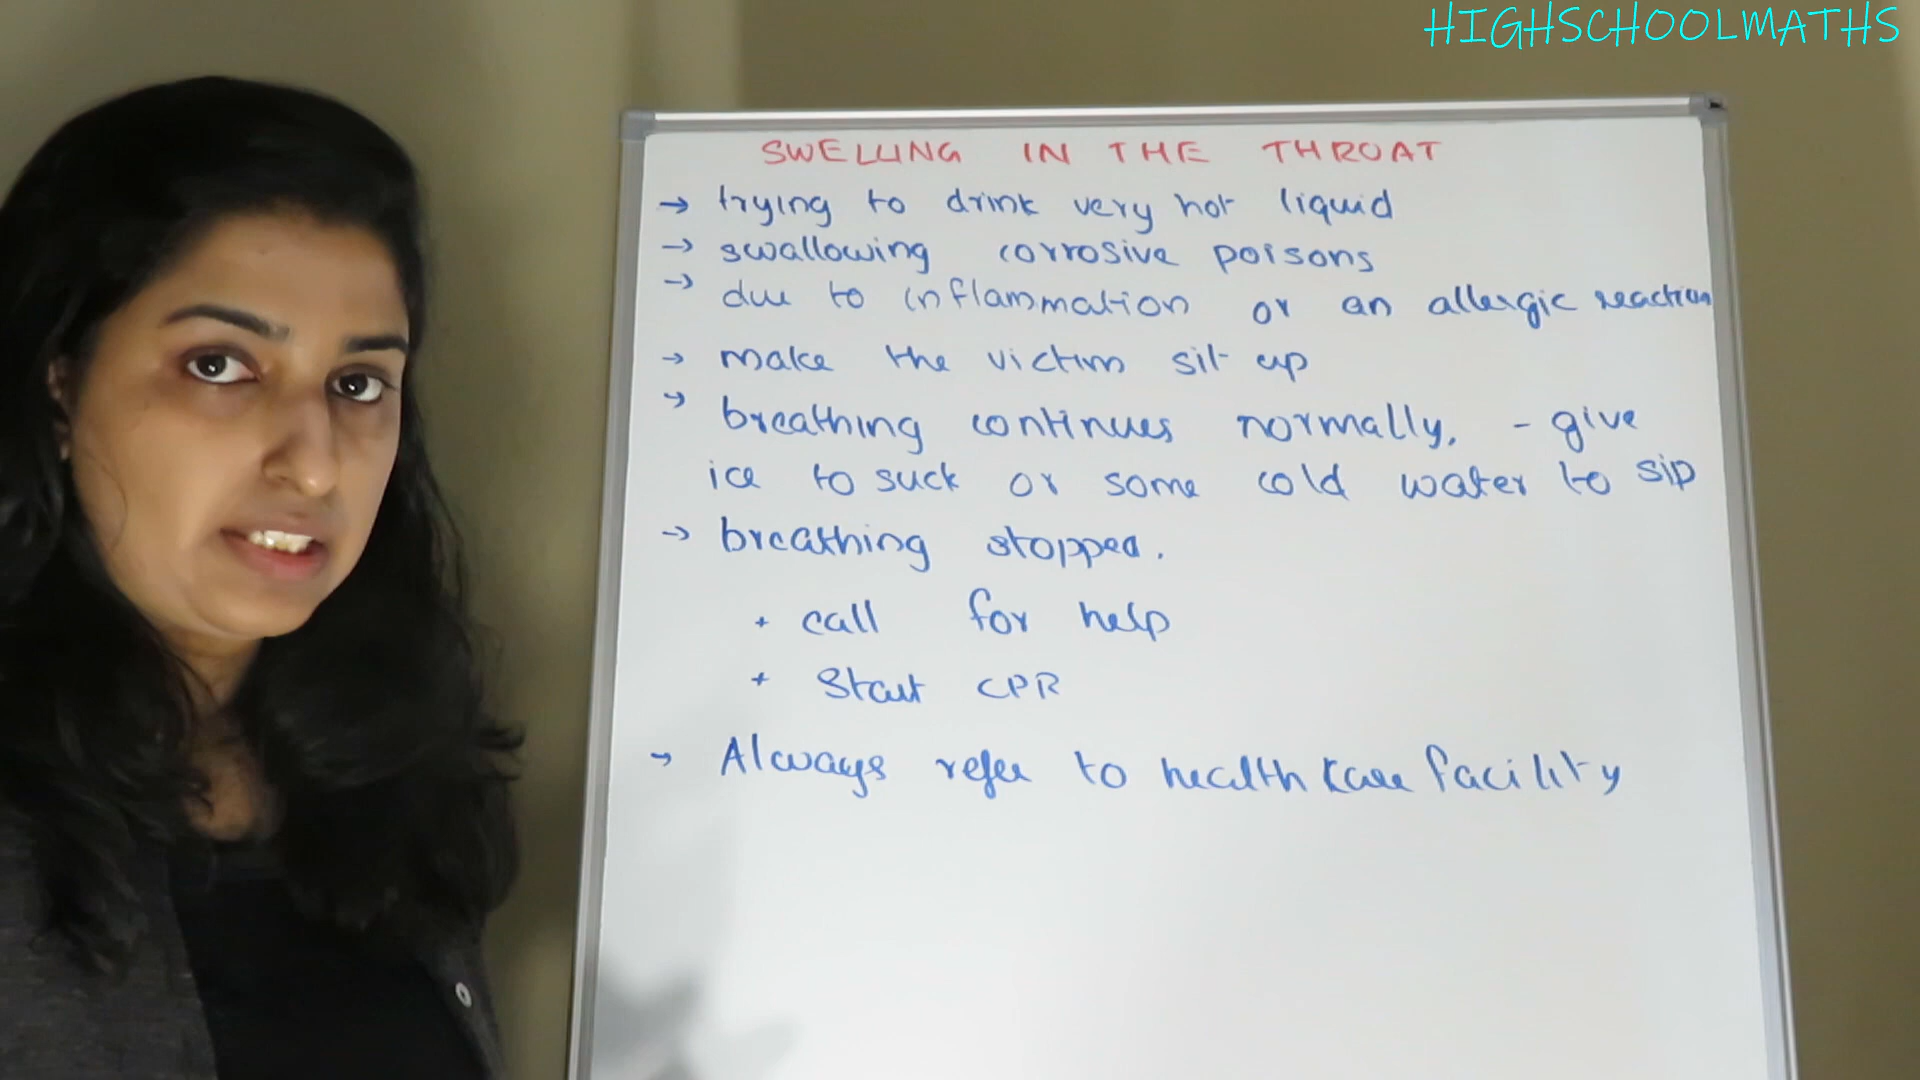 HIGHSCHOOLMATHS
SWELLING IN THE THROAT
→ trying to drink very hot liquid
→ swallowing corrosive poisons
→ due to inflammation or an allergic reaction
→ make the victim sit up
→ breathing continues normally, - give
ice to suck or some cold water to sip
→ breathing stopped.
+ call for help
+ Start CPR
→ Always refer to health care facility